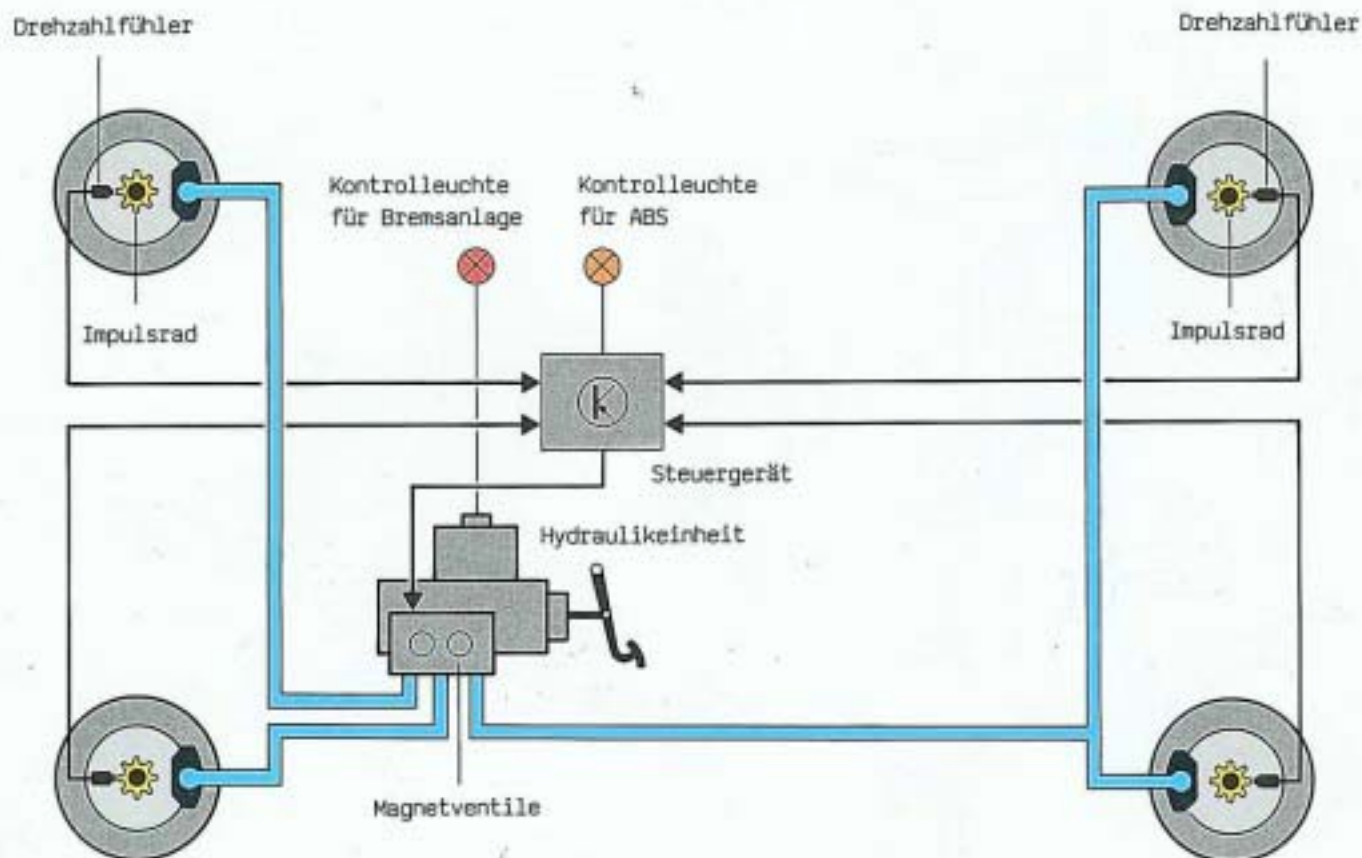 Drehzahlfühler
Drehzahlfühler
Kontrolleuchte
für Bremsanlage
Kontrolleuchte
für ABS
Impulsrad
Impulsrad
Steuergerät
Hydraulikeinheit
Magnetventile